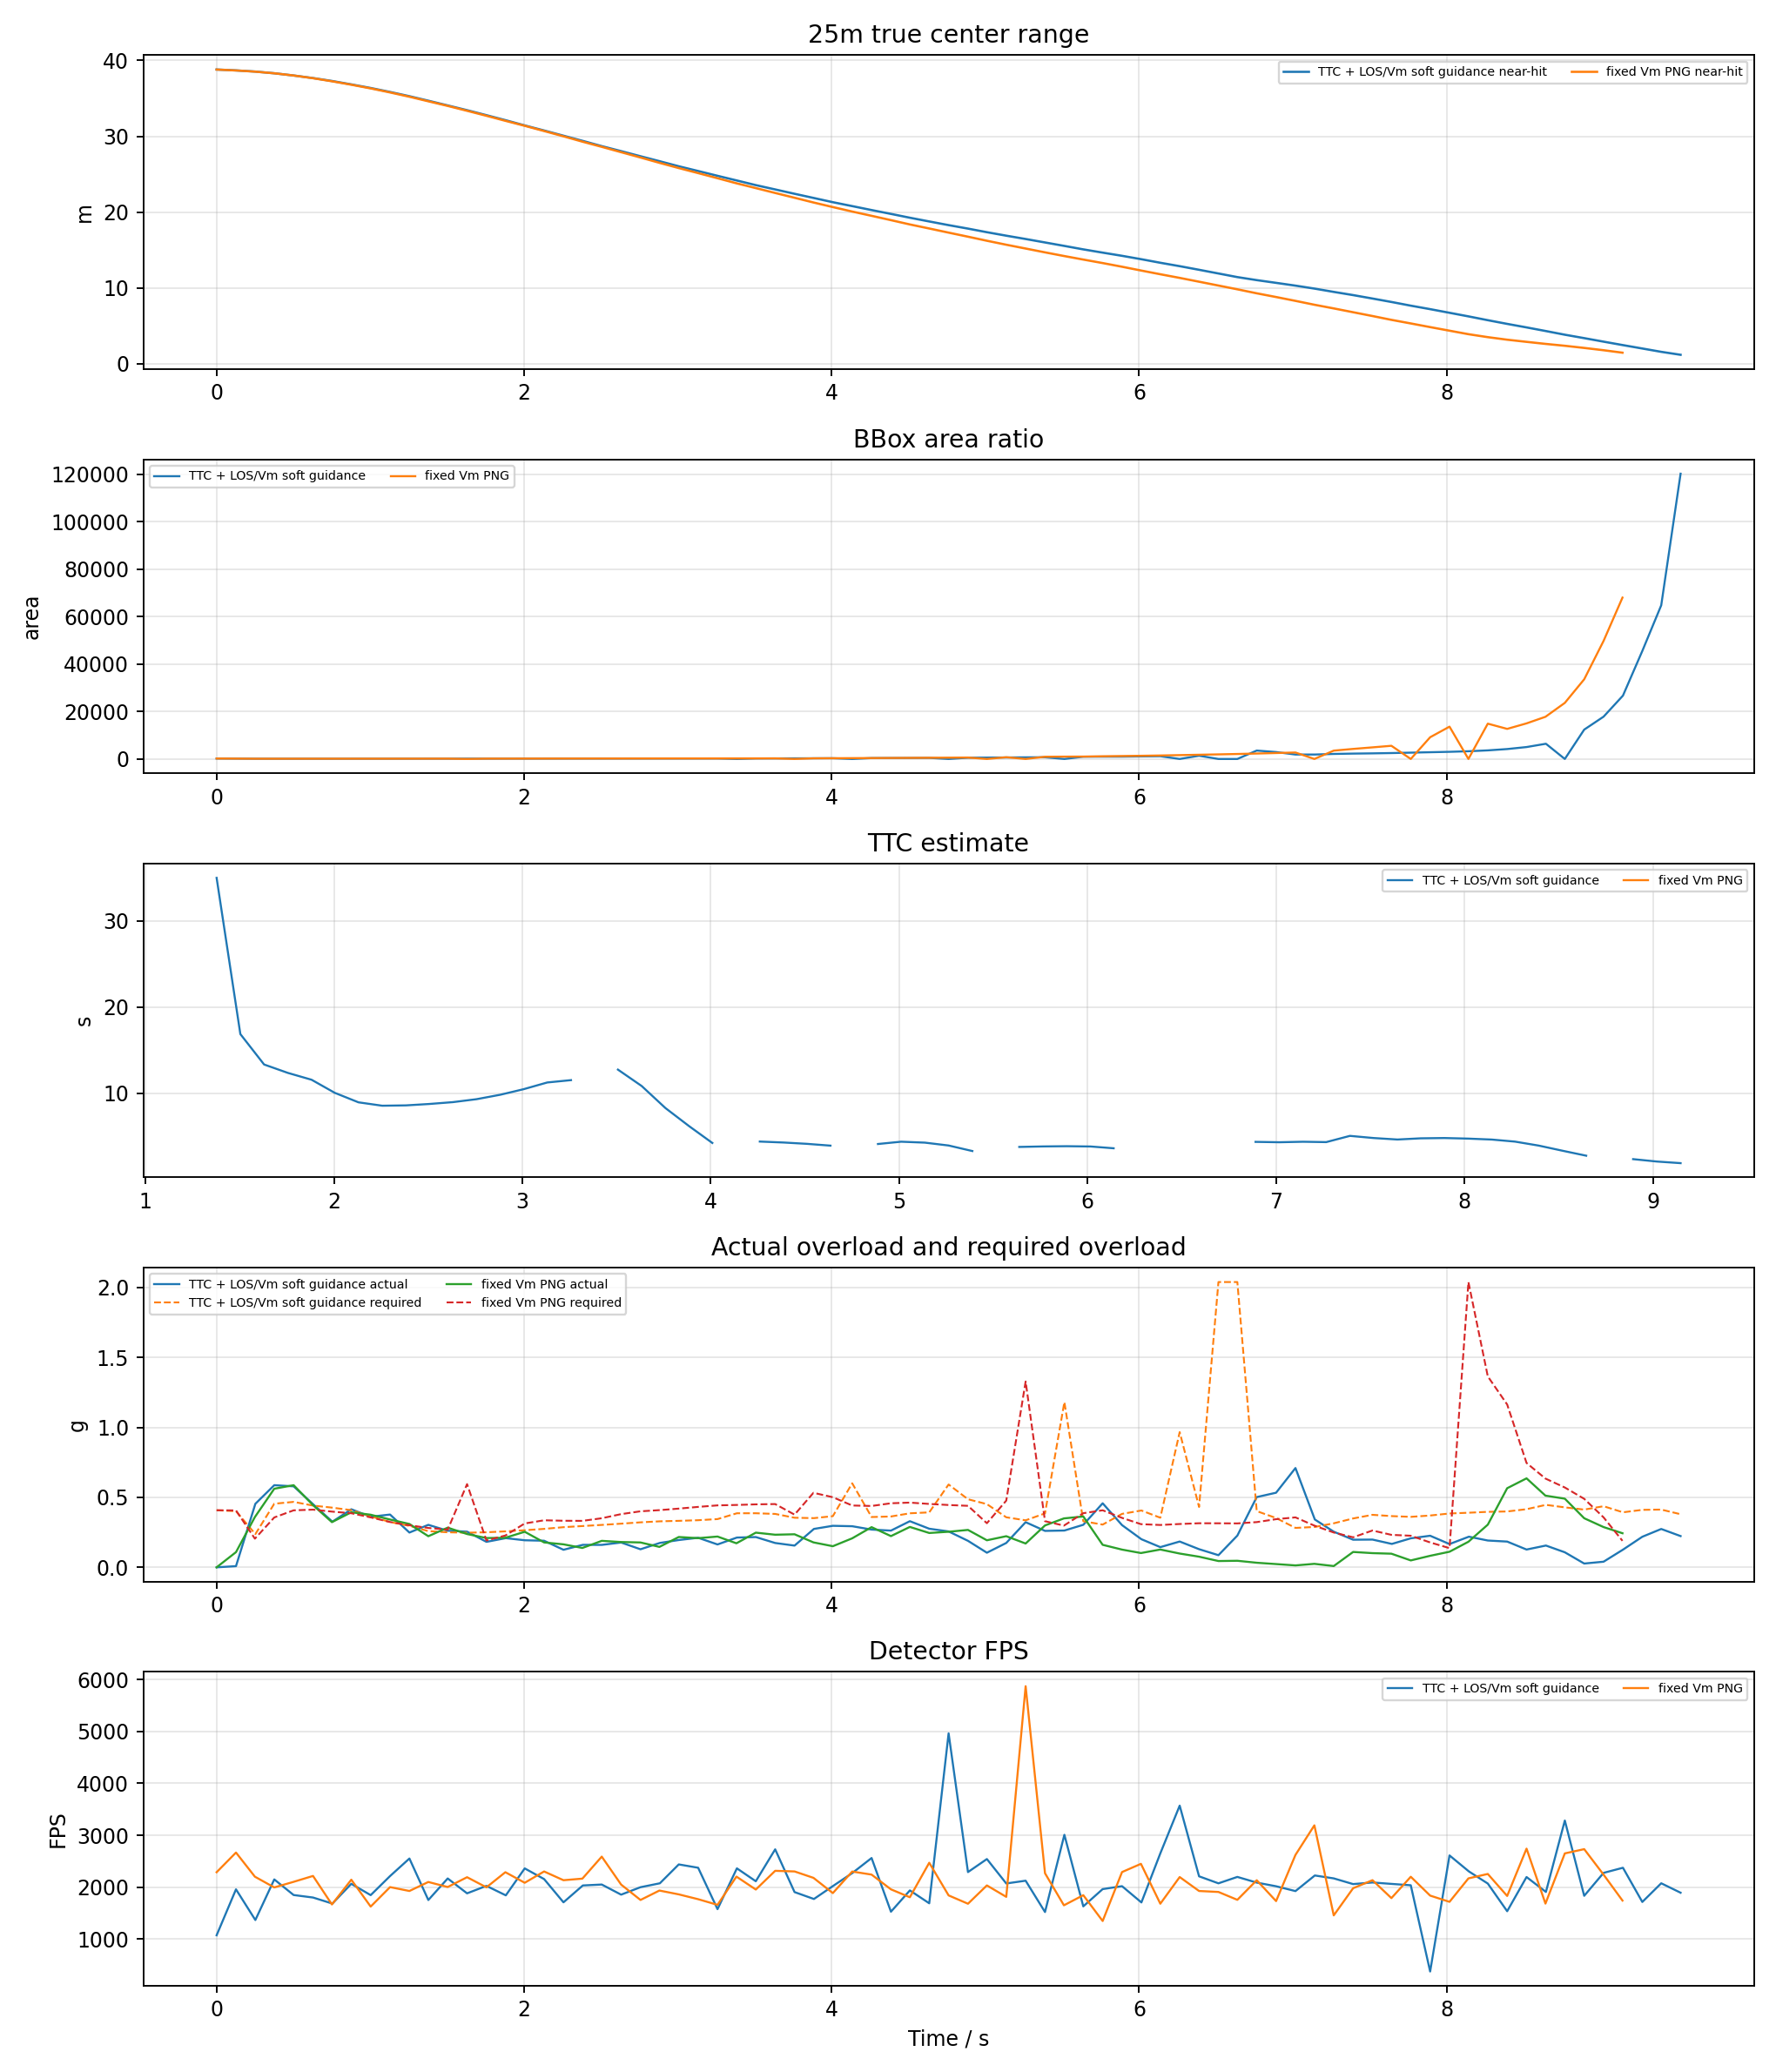 25m true center range
TTC + LOS/Vm soft guidance near-hit fixed Vm PNG near-hit
40
30
20
10
0
m
0 2 4 6 8
BBox area ratio
TTC + LOS/Vm soft guidance fixed Vm PNG
120000
100000
80000
60000
40000
20000
0
area
0 2 4 6 8
TTC estimate
TTC + LOS/Vm soft guidance fixed Vm PNG
30
20
10
s
1 2 3 4 5 6 7 8 9
Actual overload and required overload
TTC + LOS/Vm soft guidance actual fixed Vm PNG actual
TTC + LOS/Vm soft guidance required fixed Vm PNG required
2.0
1.5
1.0
0.5
0.0
g
0 2 4 6 8
Detector FPS
TTC + LOS/Vm soft guidance fixed Vm PNG
6000
5000
4000
3000
2000
1000
FPS
0 2 4 6 8
Time / s